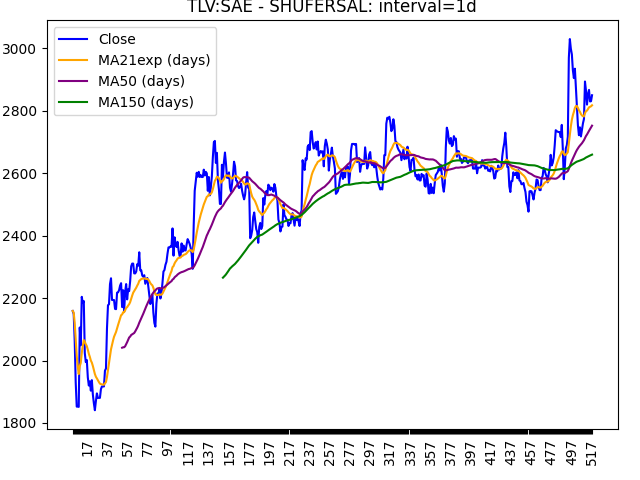 TLV:SAE - SHUFERSAL: interval=1d
Close
MA21exp (days)
MA50 (days)
MA150 (days)
3000
2800
2600
2400
2200
2000
1800
17 37 57 77 97 117 137 157 177 197 217 237 257 277 297 317 337 357 377 397 417 437 457 477 497 517